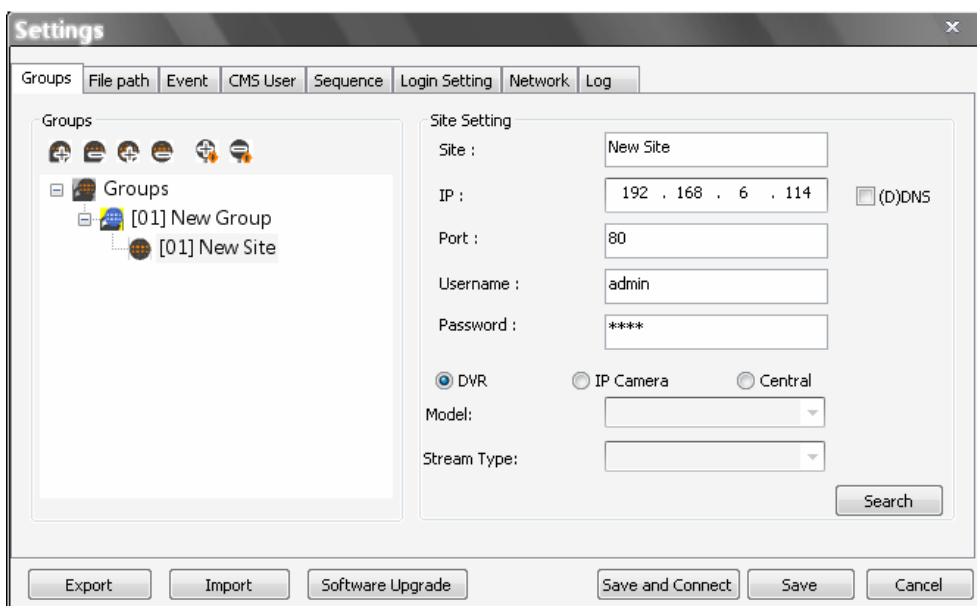 Settings
Groups File path Event CMS User Sequence Login Setting Network Log
Groups
Groups
[01] New Group
[01] New Site
Site Setting
Site : New Site
IP : 192 . 168 . 6 . 114 (D)DNS
Port : 80
Username : admin
Password : ****
DVR IP Camera Central
Model:
Stream Type:
Search
Export Import Software Upgrade Save and Connect Save Cancel